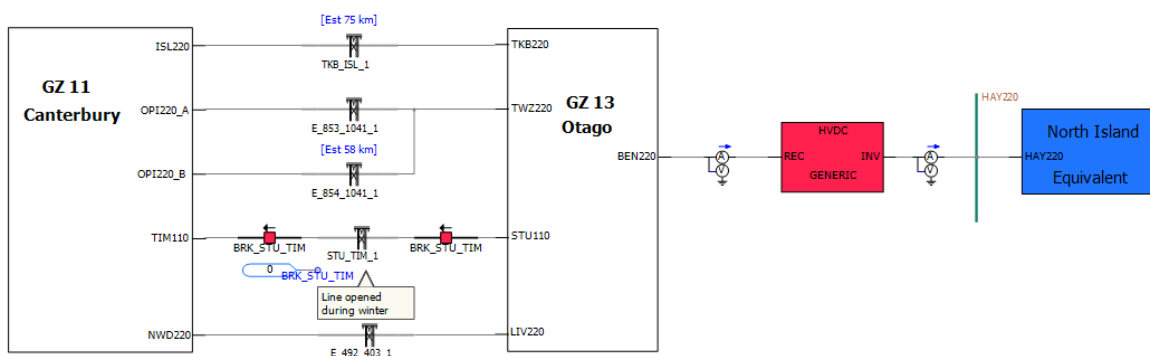 [Est 75 km]
ISL220
TKB220
TKB_ISL_1
GZ 11
Canterbury
GZ 13
Otago
OPI220_A
TWZ220
E_853_1041_1
[Est 58 km]
OPI220_B
E_854_1041_1
BEN220
A
V
HVDC
REC
INV
GENERIC
A
V
HAY220
North Island
HAY220
Equivalent
TIM110
STU110
BRK_STU_TIM
STU_TIM_1
BRK_STU_TIM
0
BRK_STU_TIM
Line opened
during winter
NWD220
LIV220
E_492_403_1